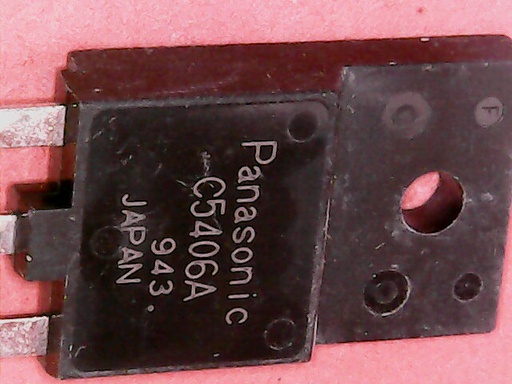 Panasonic
C5406A
943.
JAPAN
F